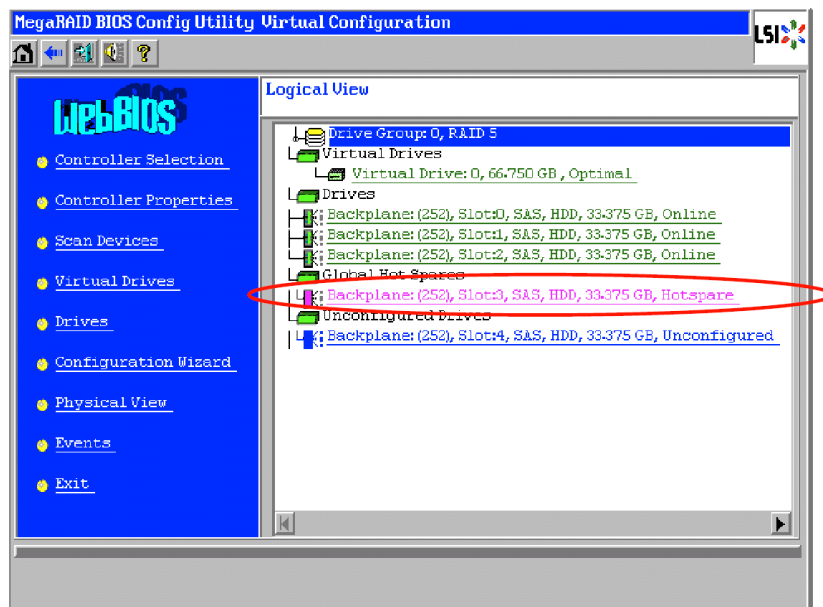 MegaRAID BIOS Config Utility Virtual Configuration
LSI
WebBIOS
Controller Selection
Controller Properties
Scan Devices
Virtual Drives
Drives
Configuration Wizard
Physical View
Events
Exit
Logical View
Drive Group: 0, RAID 5
Virtual Drives
Virtual Drive: 0, 66.750 GB , Optimal
Drives
Backplane: (252), Slot:0, SAS, HDD, 33.375 GB, Online
Backplane: (252), Slot:1, SAS, HDD, 33.375 GB, Online
Backplane: (252), Slot:2, SAS, HDD, 33.375 GB, Online
Global Hot Spares
Backplane: (252), Slot:3, SAS, HDD, 33.375 GB, Hotspare
Unconfigured Drives
Backplane: (252), Slot:4, SAS, HDD, 33.375 GB, Unconfigured